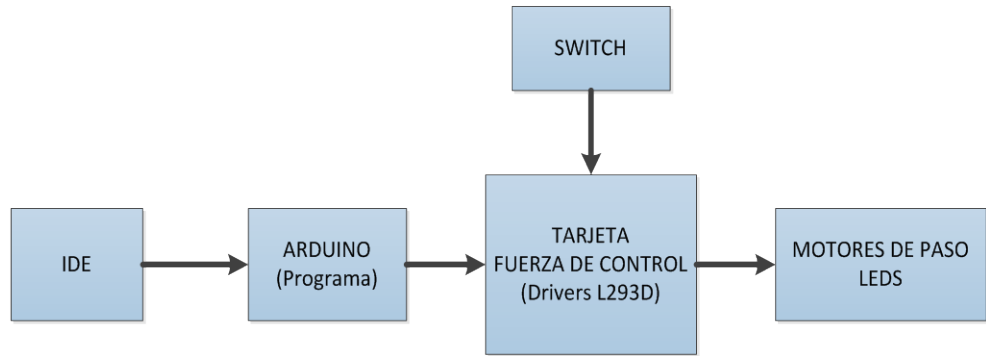 SWITCH
IDE
ARDUINO
(Programa)
TARJETA
FUERZA DE CONTROL
(Drivers L293D)
MOTORES DE PASO
LEDS